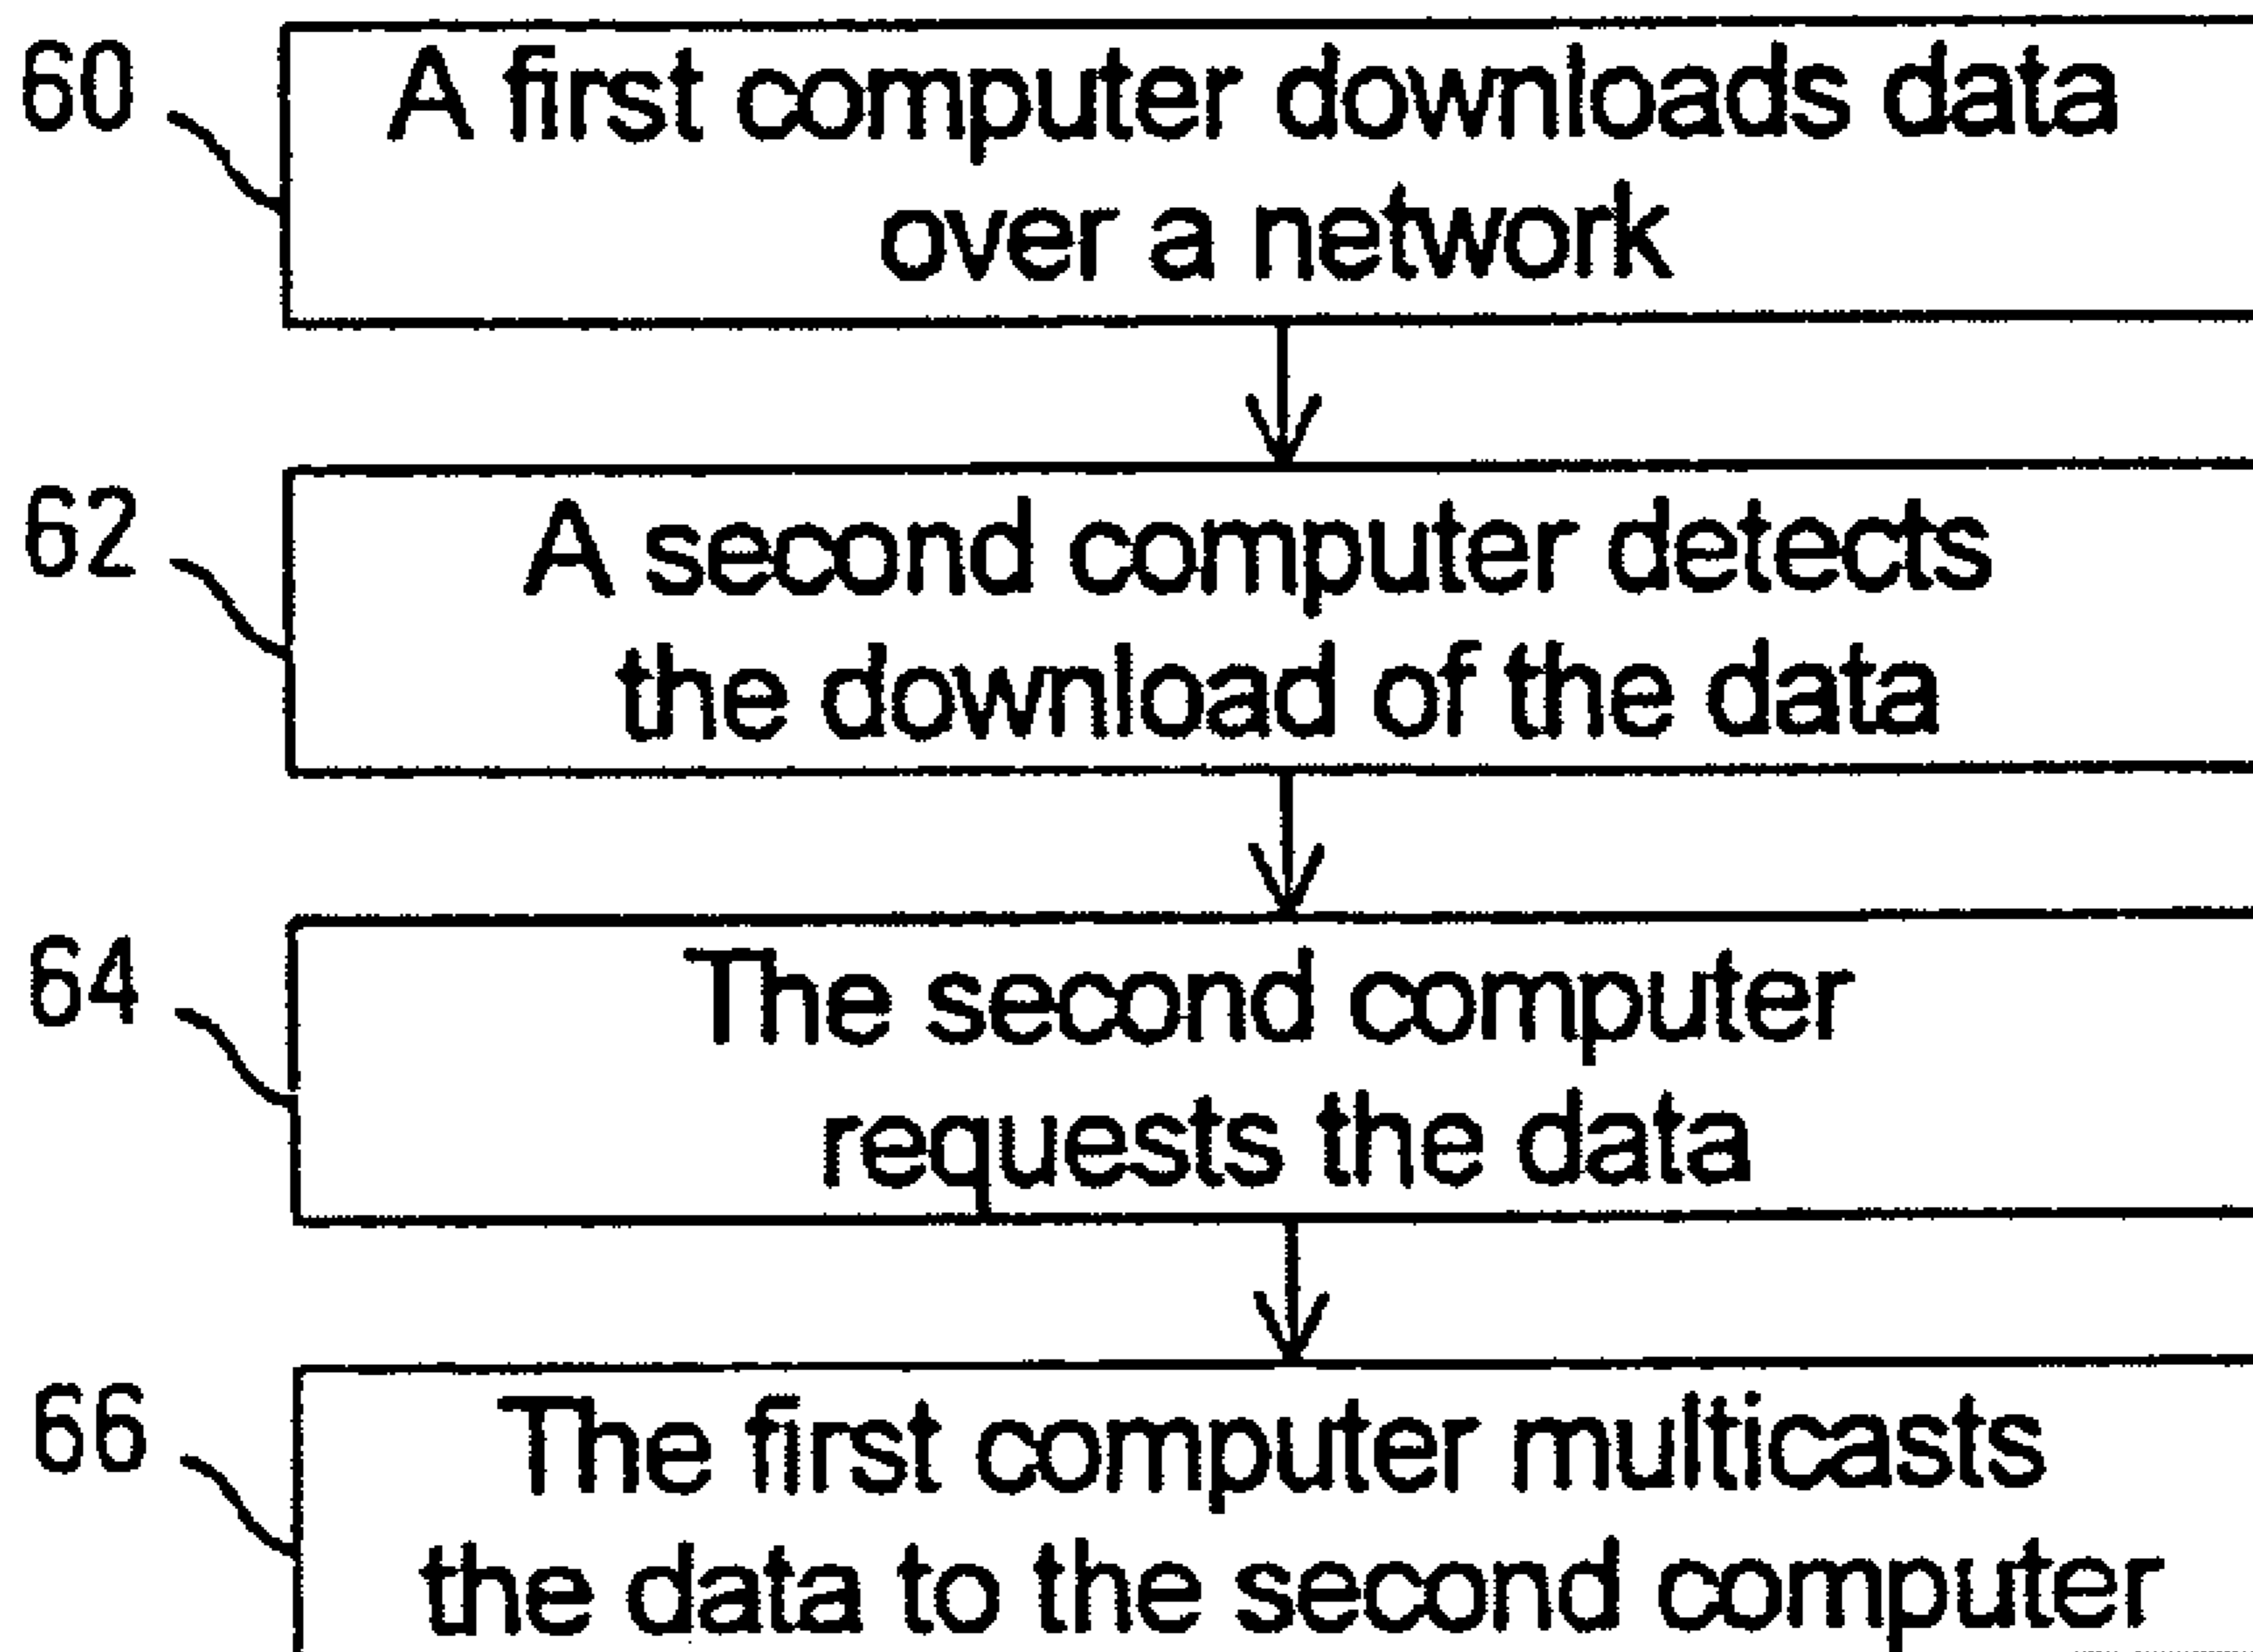 60
A first computer downloads data
over a network
62
A second computer detects
the download of the data
64
The second computer
requests the data
66
The first computer multicasts
the data to the second computer